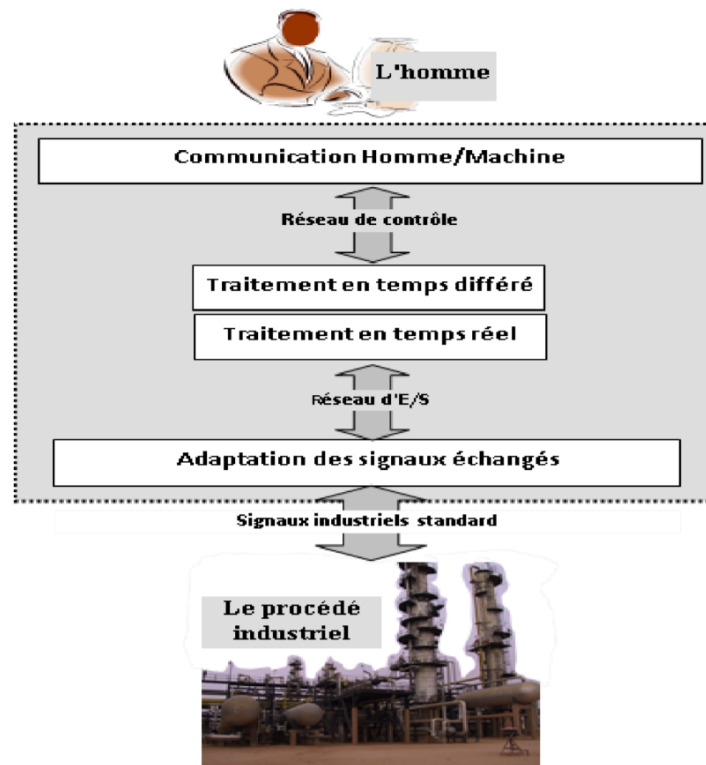 L'homme
Communication Homme/Machine
Réseau de contrôle
Traitement en temps différé
Traitement en temps réel
Réseau d'E/S
Adaptation des signaux échangés
Signaux industriels standard
Le procédé
industriel